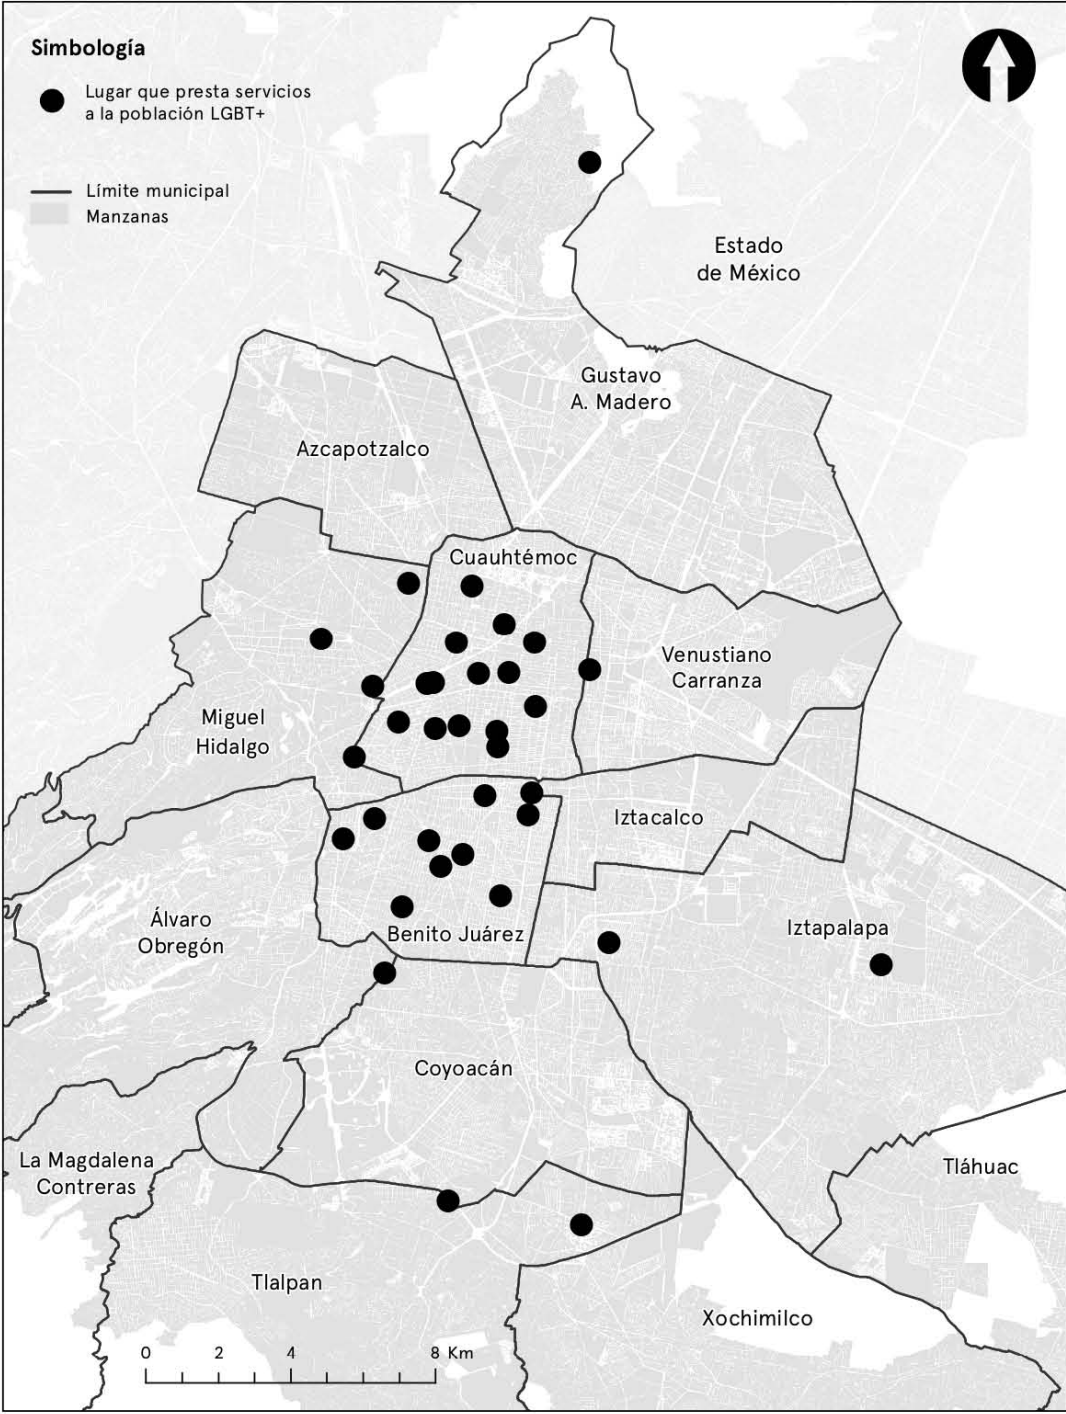 Simbología
Lugar que presta servicios
a la población LGBT+
Límite municipal
Manzanas
Estado
de México
Gustavo
A. Madero
Azcapotzalco
Cuauhtémoc
Venustiano
Carranza
Miguel
Hidalgo
Iztacalco
Álvaro
Obregón
Benito Juárez
Iztapalapa
Coyoacán
La Magdalena
Contreras
Tláhuac
Tlalpan
Xochimilco
0 2 4 8 Km